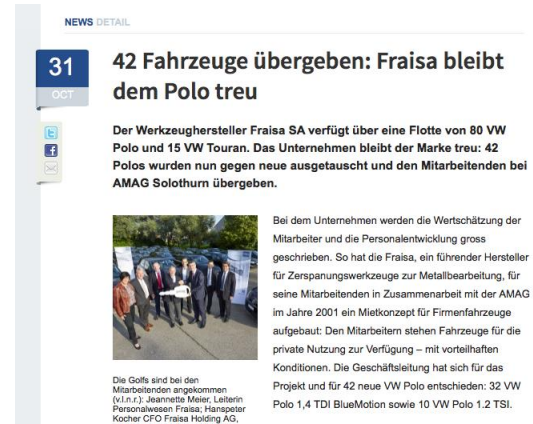 NEWS DETAIL
31
OCT
42 Fahrzeuge übergeben: Fraisa bleibt
dem Polo treu
Der Werkzeughersteller Fraisa SA verfügt über eine Flotte von 80 VW
Polo und 15 VW Touran. Das Unternehmen bleibt der Marke treu: 42
Polos wurden nun gegen neue ausgetauscht und den Mitarbeitenden bei
AMAG Solothurn übergeben.
Bei dem Unternehmen werden die Wertschätzung der
Mitarbeiter und die Personalentwicklung gross
geschrieben. So hat die Fraisa, ein führender Hersteller
für Zerspanungswerkzeuge zur Metallbearbeitung, für
seine Mitarbeitenden in Zusammenarbeit mit der AMAG
im Jahre 2001 ein Mietkonzept für Firmenfahrzeuge
aufgebaut: Den Mitarbeitern stehen Fahrzeuge für die
private Nutzung zur Verfügung – mit vorteilhaften
Konditionen. Die Geschäftsleitung hat sich für das
Projekt und für 42 neue VW Polo entschieden: 32 VW
Polo 1,4 TDI BlueMotion sowie 10 VW Polo 1.2 TSI.
Die Golfs sind bei den
Mitarbeitenden angekommen
(v.l.n.r.): Jeannette Meier, Leiterin
Personalwesen Fraisa; Hanspeter
Kocher CFO Fraisa Holding AG,